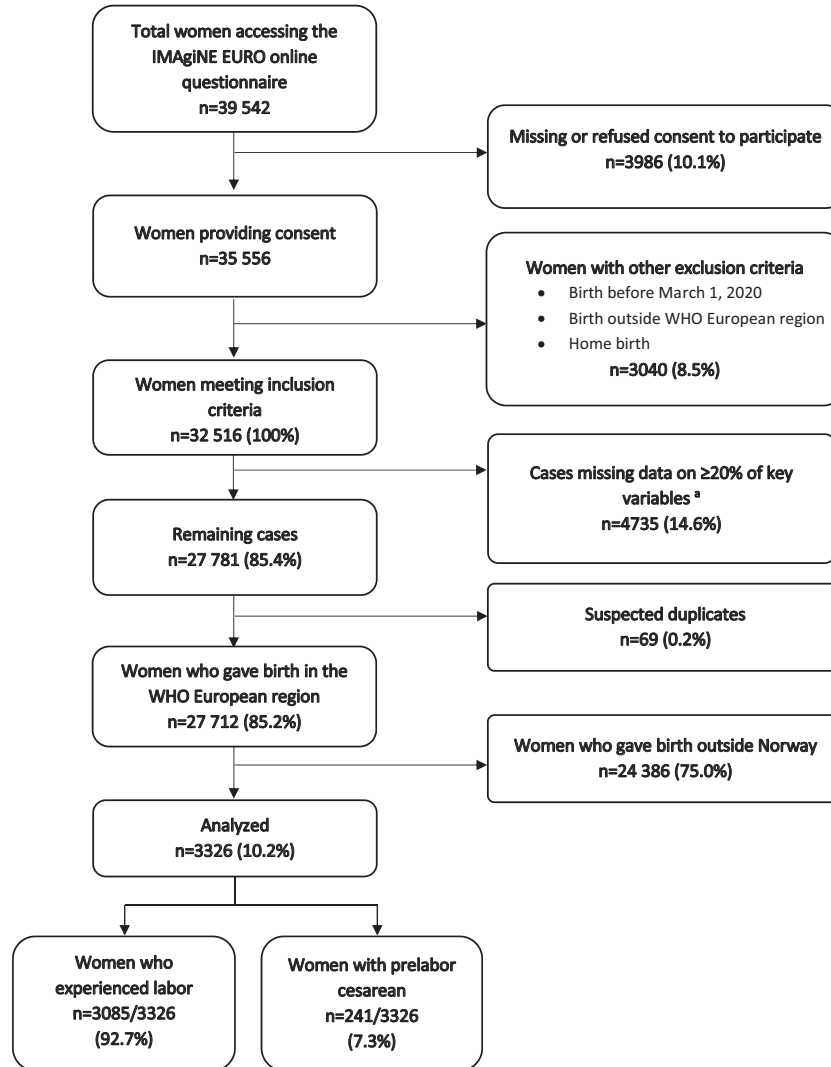 Total women accessing the
IMAgiNE EURO online
questionnaire
n=39 542
Missing or refused consent to participate
n=3986 (10.1%)
Women providing consent
n=35 556
Women with other exclusion criteria
• Birth before March 1, 2020
• Birth outside WHO European region
• Home birth
n=3040 (8.5%)
Women meeting inclusion
criteria
n=32 516 (100%)
Cases missing data on ≥20% of key
variables ᵃ
n=4735 (14.6%)
Remaining cases
n=27 781 (85.4%)
Suspected duplicates
n=69 (0.2%)
Women who gave birth in the
WHO European region
n=27 712 (85.2%)
Women who gave birth outside Norway
n=24 386 (75.0%)
Analyzed
n=3326 (10.2%)
Women who
experienced labor
n=3085/3326
(92.7%)
Women with prelabor
cesarean
n=241/3326
(7.3%)